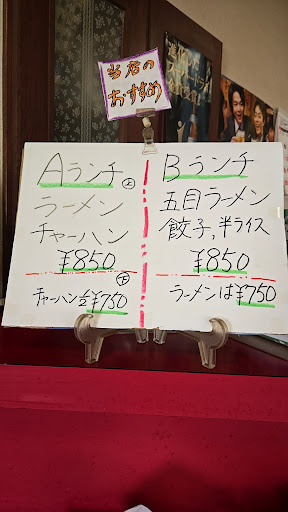 当店の
おすすめ
Aランチ
ラーメン
チャーハン
¥850
チャーハン½¥750
Bランチ
五目ラーメン
餃子,半ライス
¥850
ラーメンは¥750